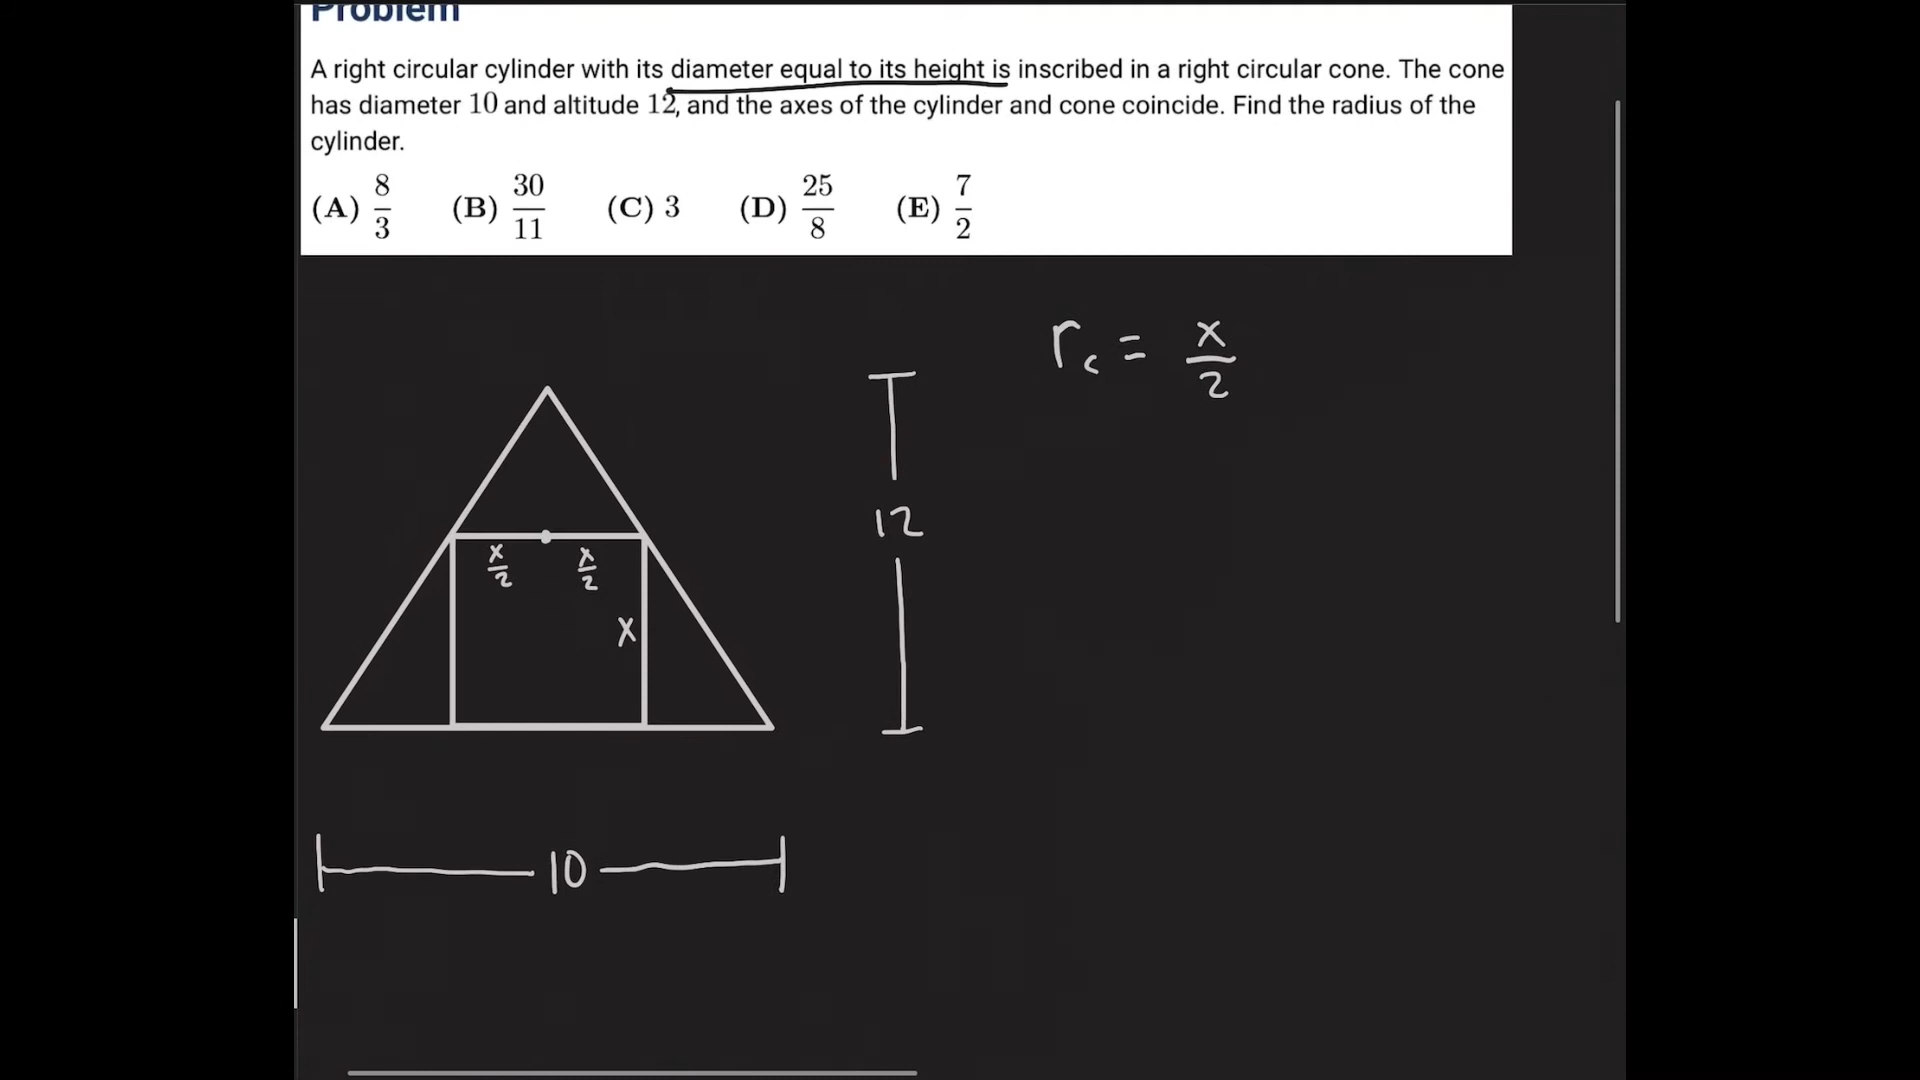 Problem
A right circular cylinder with its diameter equal to its height is inscribed in a right circular cone. The cone
has diameter 10 and altitude 12, and the axes of the cylinder and cone coincide. Find the radius of the
cylinder.
(A) 8/3 (B) 30/11 (C) 3 (D) 25/8 (E) 7/2
r_c = x/2
12
x/2 x/2
x
10